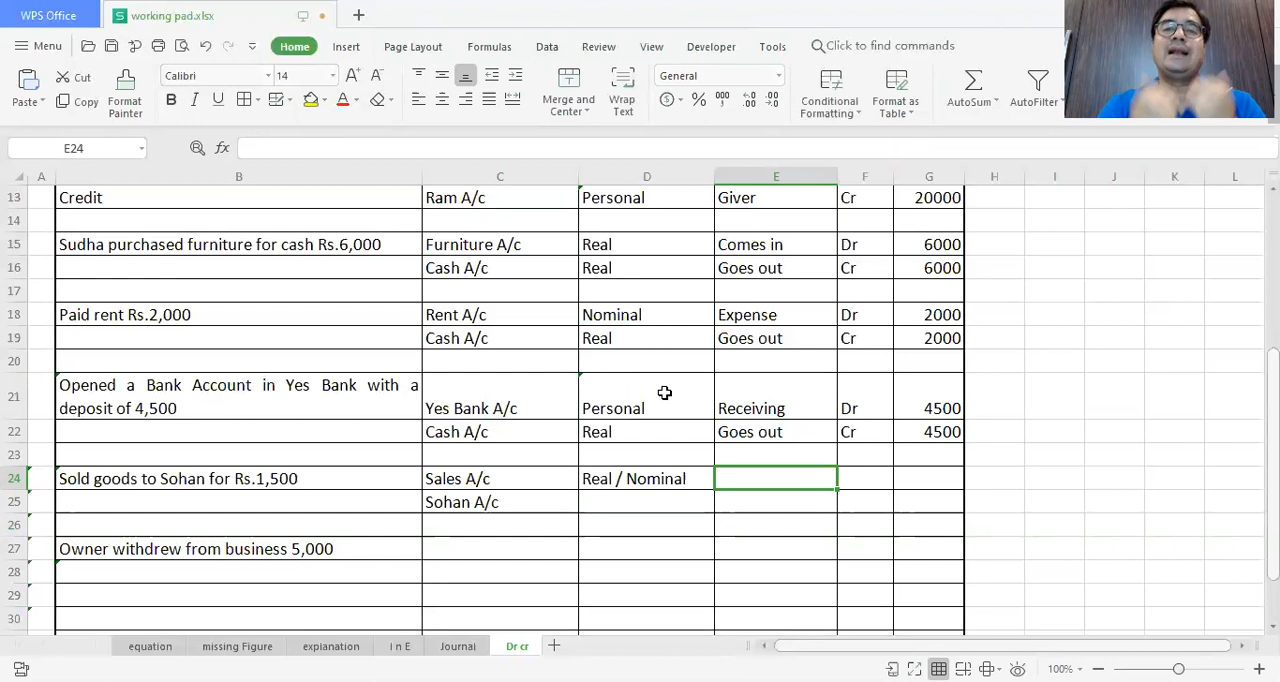 WPS Office
working pad.xlsx
Menu
Home
Insert
Page Layout
Formulas
Data
Review
View
Developer
Tools
Click to find commands
Paste
Cut
Copy
Format Painter
Calibri
14
A+
A-
B I U
A
Merge and Center
Wrap Text
General
Conditional Formatting
Format as Table
AutoSum
AutoFilter
E24
fx
A B C D E F G H I J K L
13 Credit Ram A/c Personal Giver Cr 20000
14
15 Sudha purchased furniture for cash Rs.6,000 Furniture A/c Real Comes in Dr 6000
16 Cash A/c Real Goes out Cr 6000
17
18 Paid rent Rs.2,000 Rent A/c Nominal Expense Dr 2000
19 Cash A/c Real Goes out Cr 2000
20
21 Opened a Bank Account in Yes Bank with a
deposit of 4,500 Yes Bank A/c Personal Receiving Dr 4500
22 Cash A/c Real Goes out Cr 4500
23
24 Sold goods to Sohan for Rs.1,500 Sales A/c Real / Nominal
25 Sohan A/c
26
27 Owner withdrew from business 5,000
28
29
30
equation missing Figure explanation I n E Journal Dr cr
100%